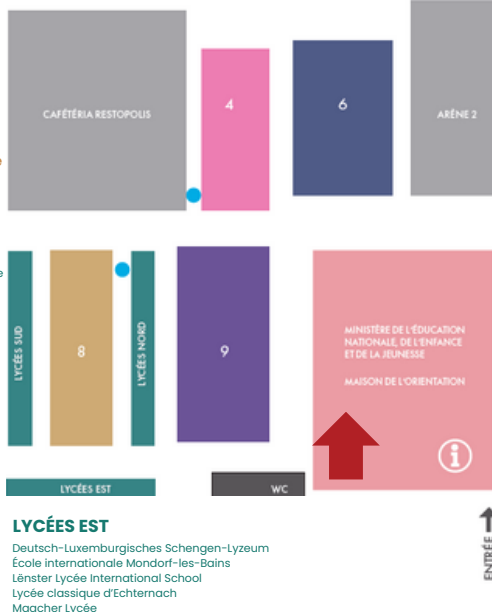 CAFÉTÉRIA RESTOPOLIS
4
6
ARÉNE 2
e
e
LYCÉES SUD
8
LYCÉES NORD
9
MINISTÈRE DE L'ÉDUCATION
NATIONALE, DE L'ENFANCE
ET DE LA JEUNESSE
MAISON DE L'ORIENTATION
i
LYCÉES EST
WC
ENTRÉE
LYCÉES EST
Deutsch-Luxemburgisches Schengen-Lyzeum
École internationale Mondorf-les-Bains
Lënster Lycée International School
Lycée classique d'Echternach
Maacher Lycée